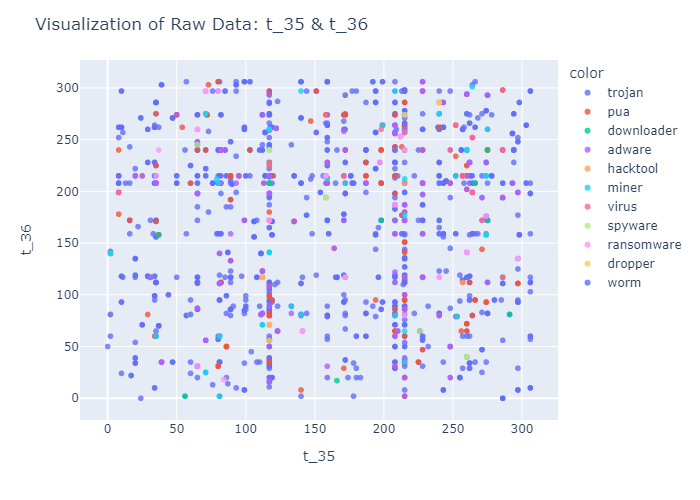 Visualization of Raw Data: t_35 & t_36
color
trojan
pua
downloader
adware
hacktool
miner
virus
spyware
ransomware
dropper
worm
t_36
300
250
200
150
100
50
0
0 50 100 150 200 250 300
t_35